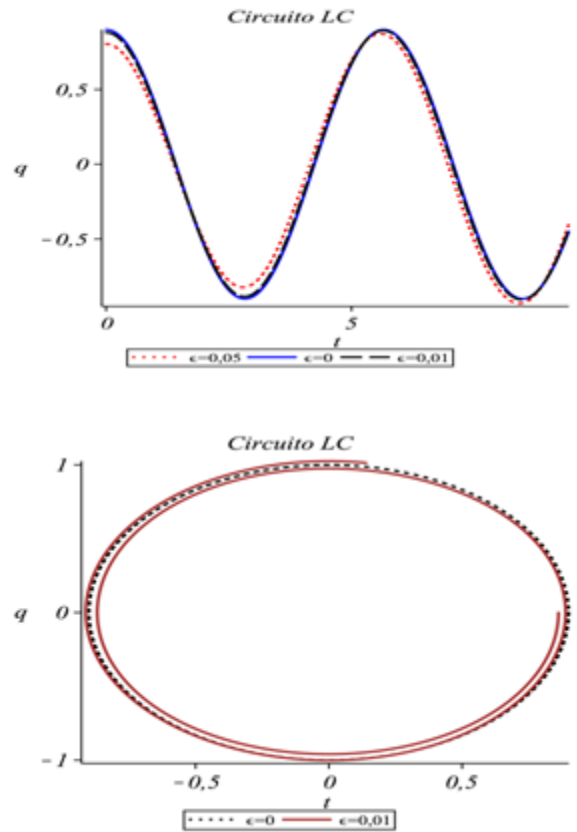 Circuito LC
0,5
q 0
−0,5
0 5
t
ϵ=0,05 ϵ=0 ϵ=0,01
Circuito LC
1
q 0
−1
−0,5 0 0,5
t
ϵ=0 ϵ=0,01